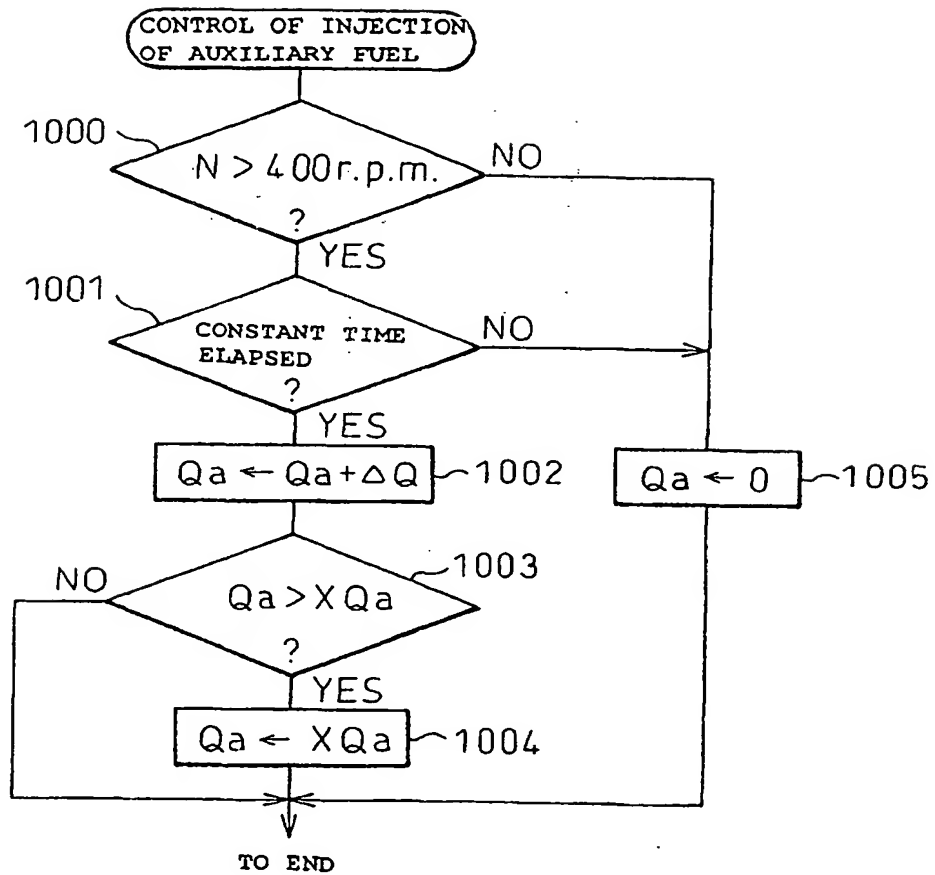 CONTROL OF INJECTION
OF AUXILIARY FUEL
1000
N > 400 r.p.m.
?
NO
YES
1001
CONSTANT TIME
ELAPSED
?
NO
YES
Qa ← Qa + ΔQ
1002
Qa ← 0
1005
NO
1003
Qa > XQa
?
YES
Qa ← XQa
1004
TO END